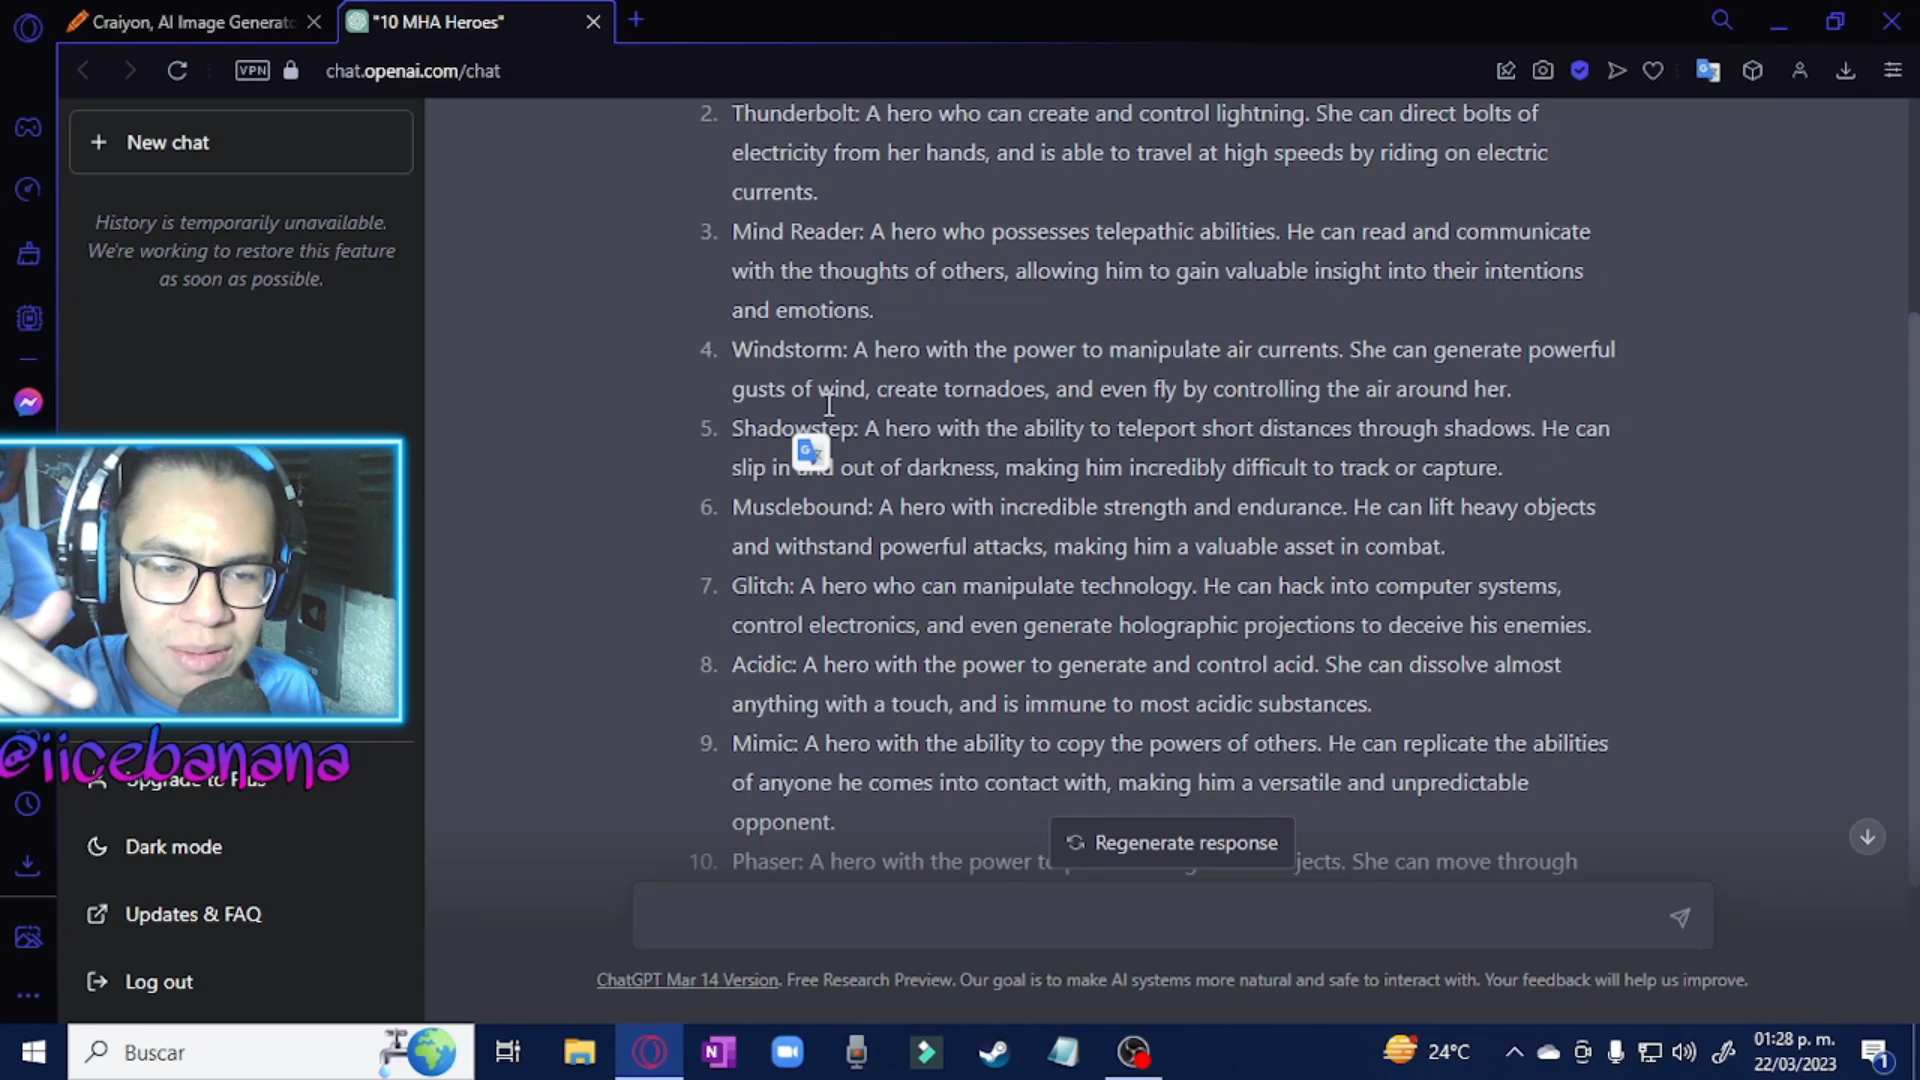 Craiyon, AI Image Generato
"10 MHA Heroes"
VPN
chat.openai.com/chat
New chat
History is temporarily unavailable.
We're working to restore this feature
as soon as possible.
2. Thunderbolt: A hero who can create and control lightning. She can direct bolts of
electricity from her hands, and is able to travel at high speeds by riding on electric
currents.
3. Mind Reader: A hero who possesses telepathic abilities. He can read and communicate
with the thoughts of others, allowing him to gain valuable insight into their intentions
and emotions.
4. Windstorm: A hero with the power to manipulate air currents. She can generate powerful
gusts of wind, create tornadoes, and even fly by controlling the air around her.
5. Shadowstep: A hero with the ability to teleport short distances through shadows. He can
slip in and out of darkness, making him incredibly difficult to track or capture.
6. Musclebound: A hero with incredible strength and endurance. He can lift heavy objects
and withstand powerful attacks, making him a valuable asset in combat.
7. Glitch: A hero who can manipulate technology. He can hack into computer systems,
control electronics, and even generate holographic projections to deceive his enemies.
8. Acidic: A hero with the power to generate and control acid. She can dissolve almost
anything with a touch, and is immune to most acidic substances.
9. Mimic: A hero with the ability to copy the powers of others. He can replicate the abilities
of anyone he comes into contact with, making him a versatile and unpredictable
opponent.
10. Phaser: A hero with the power to jects. She can move through
Regenerate response
@iicebanana
Upgrade to Plus
Dark mode
Updates & FAQ
Log out
ChatGPT Mar 14 Version. Free Research Preview. Our goal is to make AI systems more natural and safe to interact with. Your feedback will help us improve.
Buscar
24°C
01:28 p. m.
22/03/2023
1